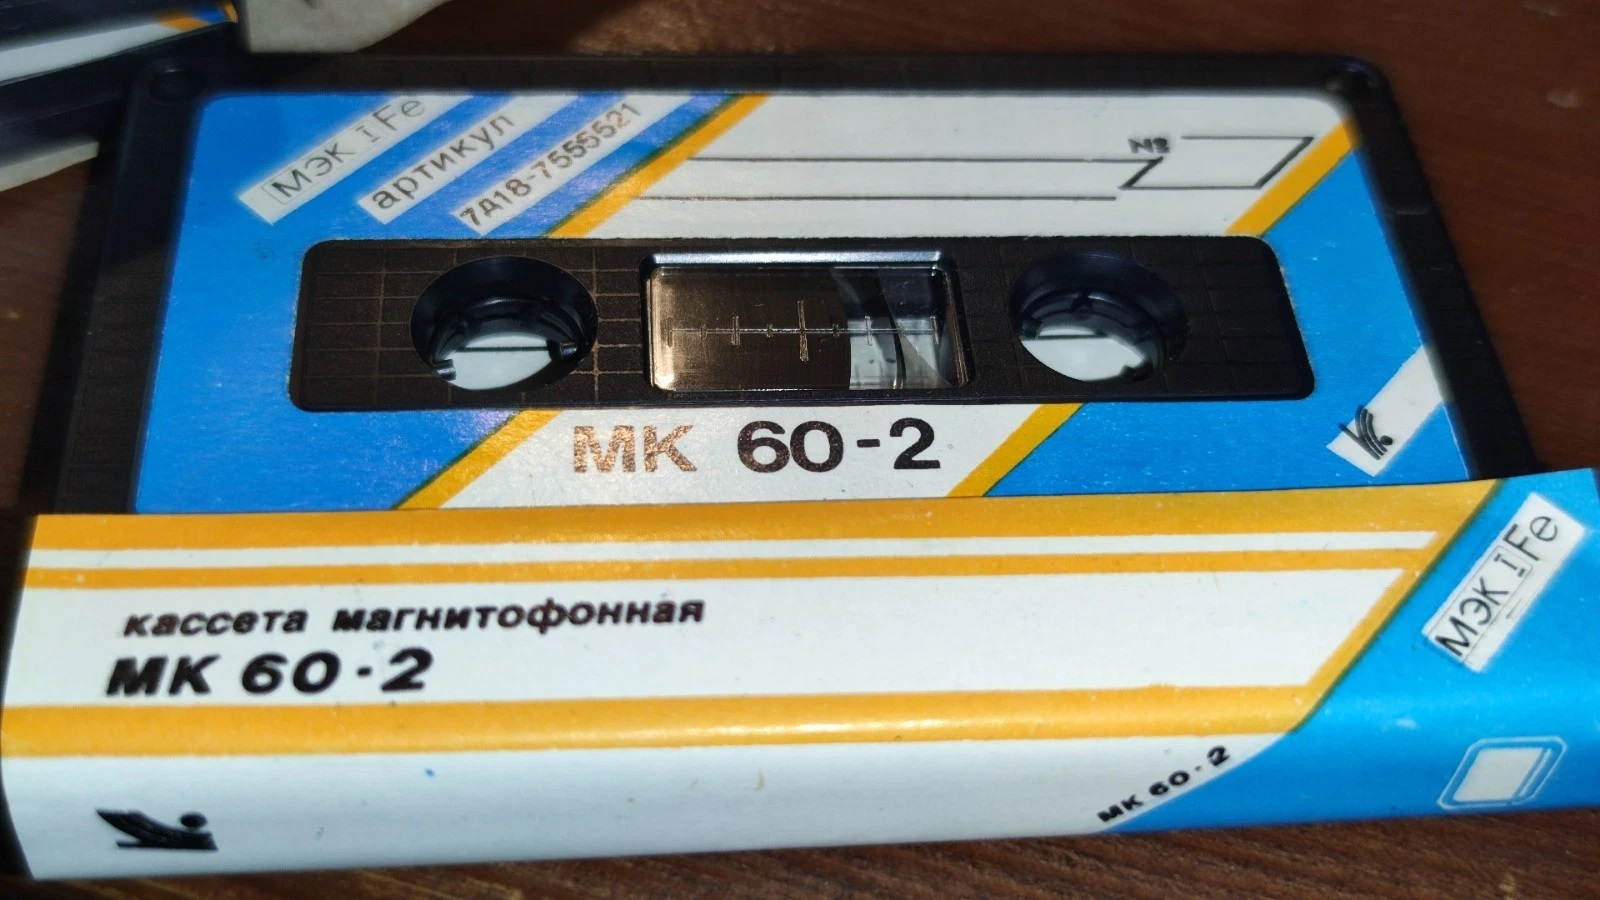 МЭК I Fe
артикул
7Д18-7555521
№
МК 60-2
кассета магнитофонная
МК 60-2
МЭК I Fe
МК 60-2